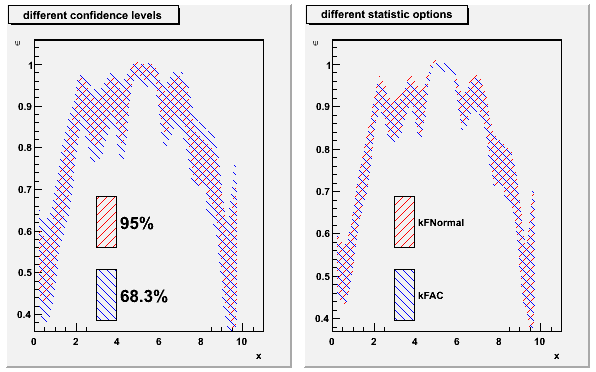 different confidence levels
ε
1
0.9
0.8
0.7
0.6
0.5
0.4
95%
68.3%
0 2 4 6 8 10
x
different statistic options
ε
1
0.9
0.8
0.7
0.6
0.5
0.4
kFNormal
kFAC
0 2 4 6 8 10
x